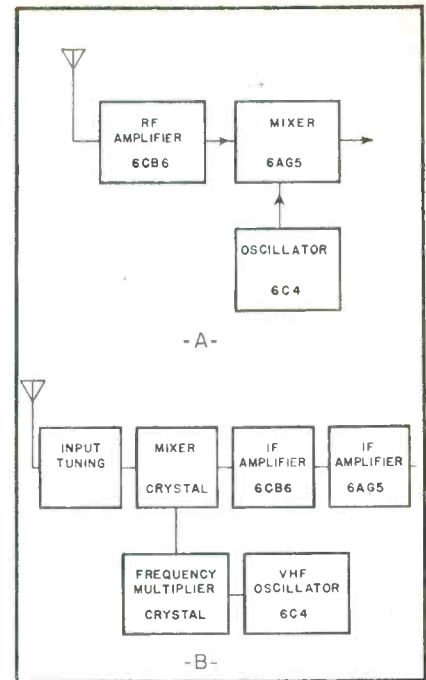 RF
AMPLIFIER
6CB6
MIXER
6AG5
OSCILLATOR
6C4
-A-
INPUT
TUNING
MIXER
CRYSTAL
IF
AMPLIFIER
6CB6
IF
AMPLIFIER
6AG5
FREQUENCY
MULTIPLIER
CRYSTAL
VHF
OSCILLATOR
6C4
-B-